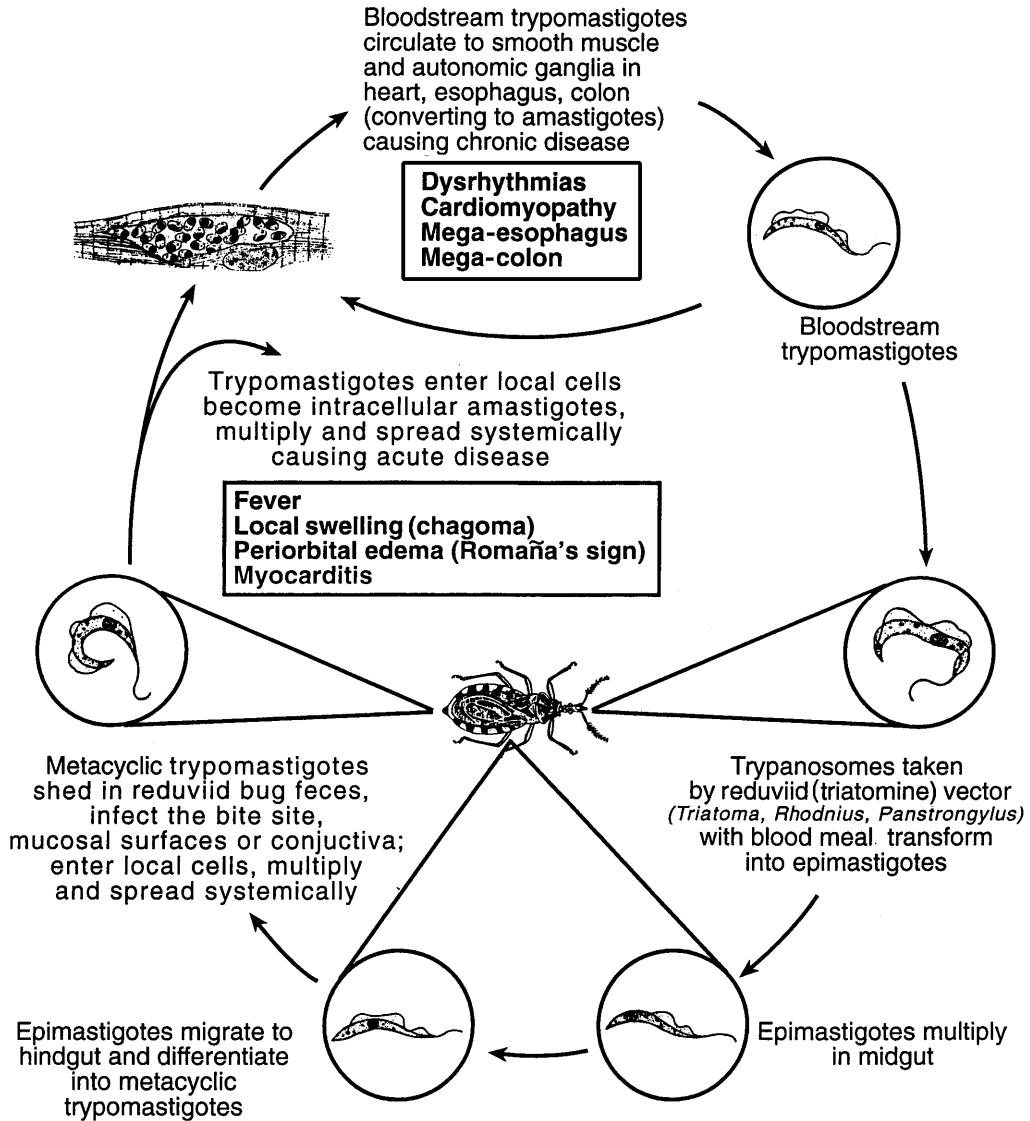 Bloodstream trypomastigotes
circulate to smooth muscle
and autonomic ganglia in
heart, esophagus, colon
(converting to amastigotes)
causing chronic disease
Dysrhythmias
Cardiomyopathy
Mega-esophagus
Mega-colon
Bloodstream
trypomastigotes
Trypomastigotes enter local cells
become intracellular amastigotes,
multiply and spread systemically
causing acute disease
Fever
Local swelling (chagoma)
Periorbital edema (Romaña's sign)
Myocarditis
Metacyclic trypomastigotes
shed in reduviid bug feces,
infect the bite site,
mucosal surfaces or conjuctiva;
enter local cells, multiply
and spread systemically
Trypanosomes taken
by reduviid (triatomine) vector
(Triatoma, Rhodnius, Panstrongylus)
with blood meal transform
into epimastigotes
Epimastigotes migrate to
hindgut and differentiate
into metacyclic
trypomastigotes
Epimastigotes multiply
in midgut